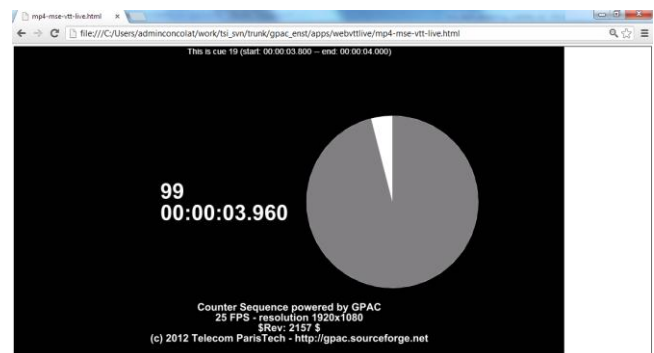 mp4-mse-vtt-live.html
file:///C:/Users/adminconcolat/work/tsi_svn/trunk/gpac_enst/apps/webvttlive/mp4-mse-vtt-live.html
This is cue 19 (start: 00:00:03.800 -- end: 00:00:04.000)
99
00:00:03.960
Counter Sequence powered by GPAC
25 FPS - resolution 1920x1080
$Rev: 2157 $
(c) 2012 Telecom ParisTech - http://gpac.sourceforge.net